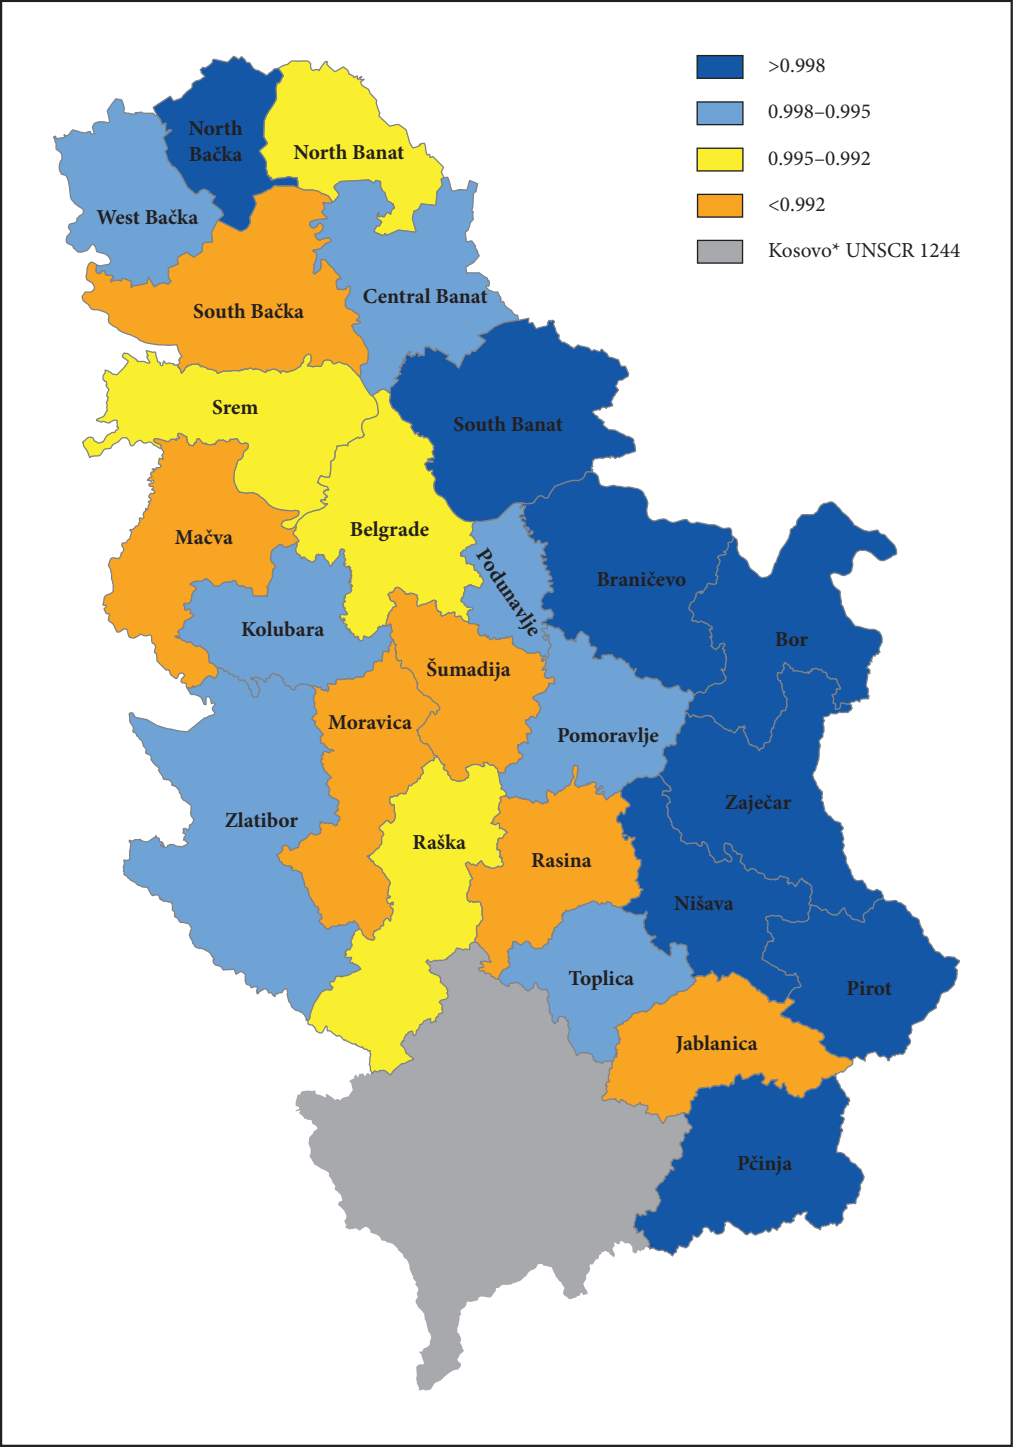 >0.998
0.998–0.995
0.995–0.992
<0.992
Kosovo* UNSCR 1244
North
Bačka
North Banat
West Bačka
Central Banat
South Bačka
Srem
South Banat
Belgrade
Mačva
Podunavlje
Braničevo
Kolubara
Bor
Šumadija
Moravica
Pomoravlje
Zaječar
Zlatibor
Raška
Rasina
Nišava
Toplica
Pirot
Jablanica
Pčinja